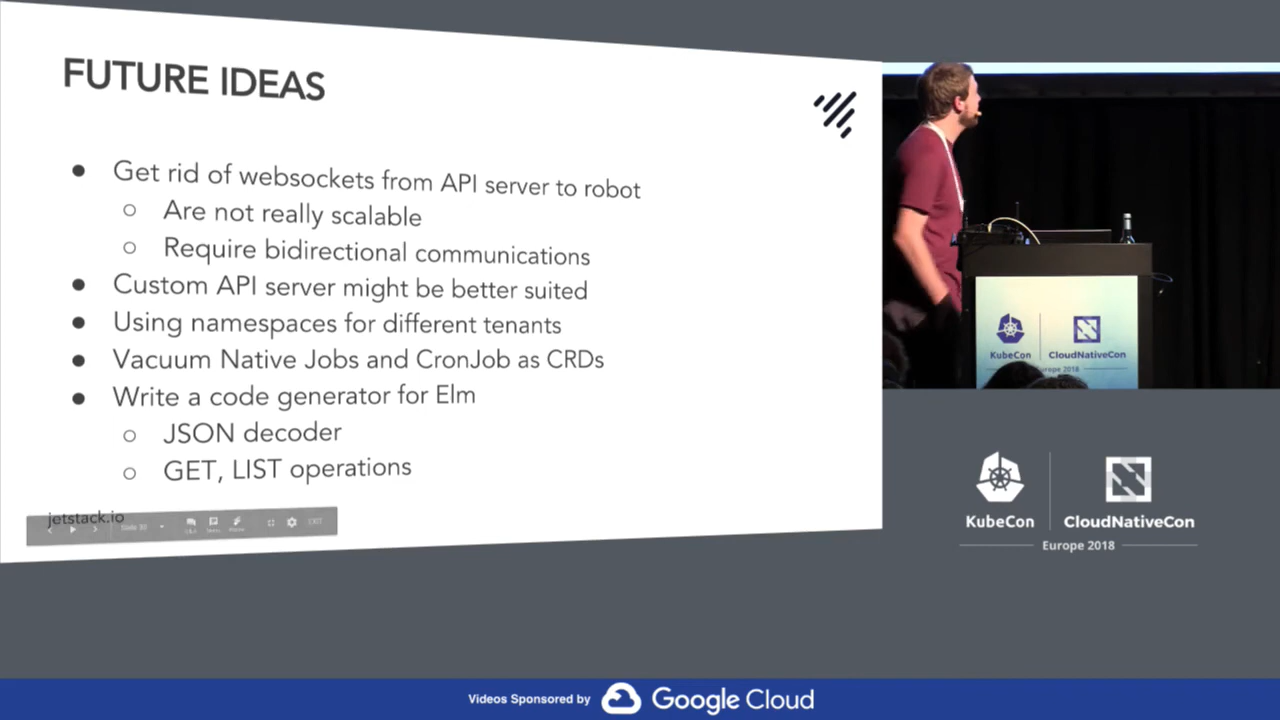 FUTURE IDEAS
● Get rid of websockets from API server to robot
○ Are not really scalable
○ Require bidirectional communications
● Custom API server might be better suited
● Using namespaces for different tenants
● Vacuum Native Jobs and CronJob as CRDs
● Write a code generator for Elm
○ JSON decoder
○ GET, LIST operations
jetstack.io
EXIT
KubeCon
CloudNativeCon
Europe 2018
KubeCon
CloudNativeCon
Europe 2018
Videos Sponsored by Google Cloud